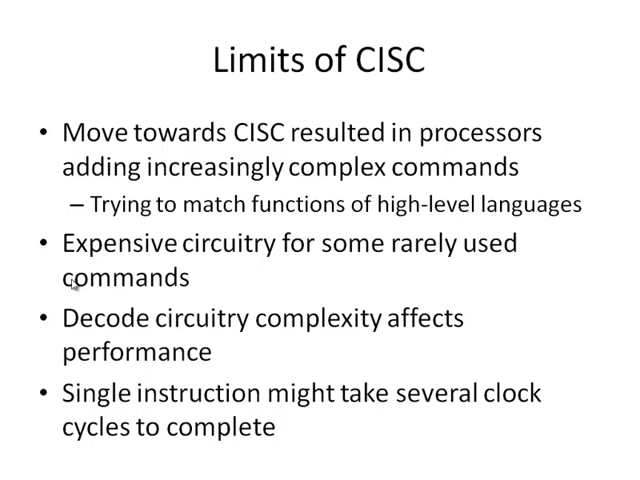 Limits of CISC
• Move towards CISC resulted in processors
adding increasingly complex commands
– Trying to match functions of high-level languages
• Expensive circuitry for some rarely used
commands
• Decode circuitry complexity affects
performance
• Single instruction might take several clock
cycles to complete